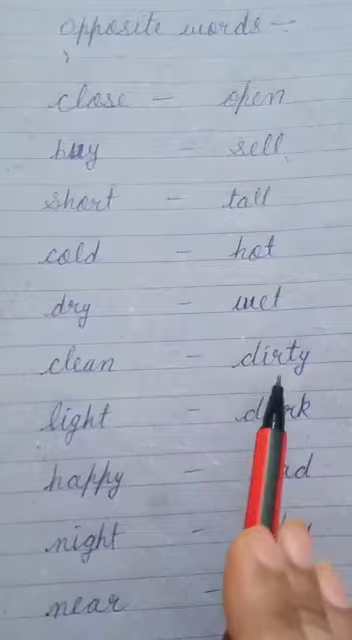 opposite words -
close - open
buy - sell
short - tall
cold - hot
dry - wet
clean - dirty
light -
happy -
night -
near -